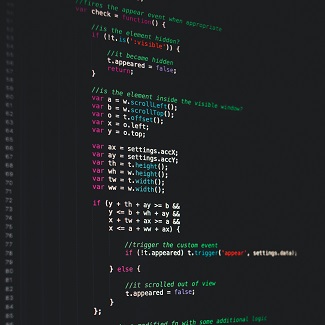 //fires the appear event when appropriate
var check = function() {
//is the element hidden?
if (!t.is(':visible')) {
//it became hidden
t.appeared = false;
return;
}
//is the element inside the visible window?
var a = w.scrollLeft();
var b = w.scrollTop();
var o = t.offset();
var x = o.left;
var y = o.top;
var ax = settings.accX;
var ay = settings.accY;
var th = t.height();
var wh = w.height();
var tw = t.width();
var ww = w.width();
if (y + th + ay >= b &&
y <= b + wh + ay &&
x + tw + ax >= a &&
x <= a + ww + ax) {
//trigger the custom event
if (!t.appeared) t.trigger('appear', settings.data);
} else {
//it scrolled out of view
t.appeared = false;
}
};
modified fn with some additional logic